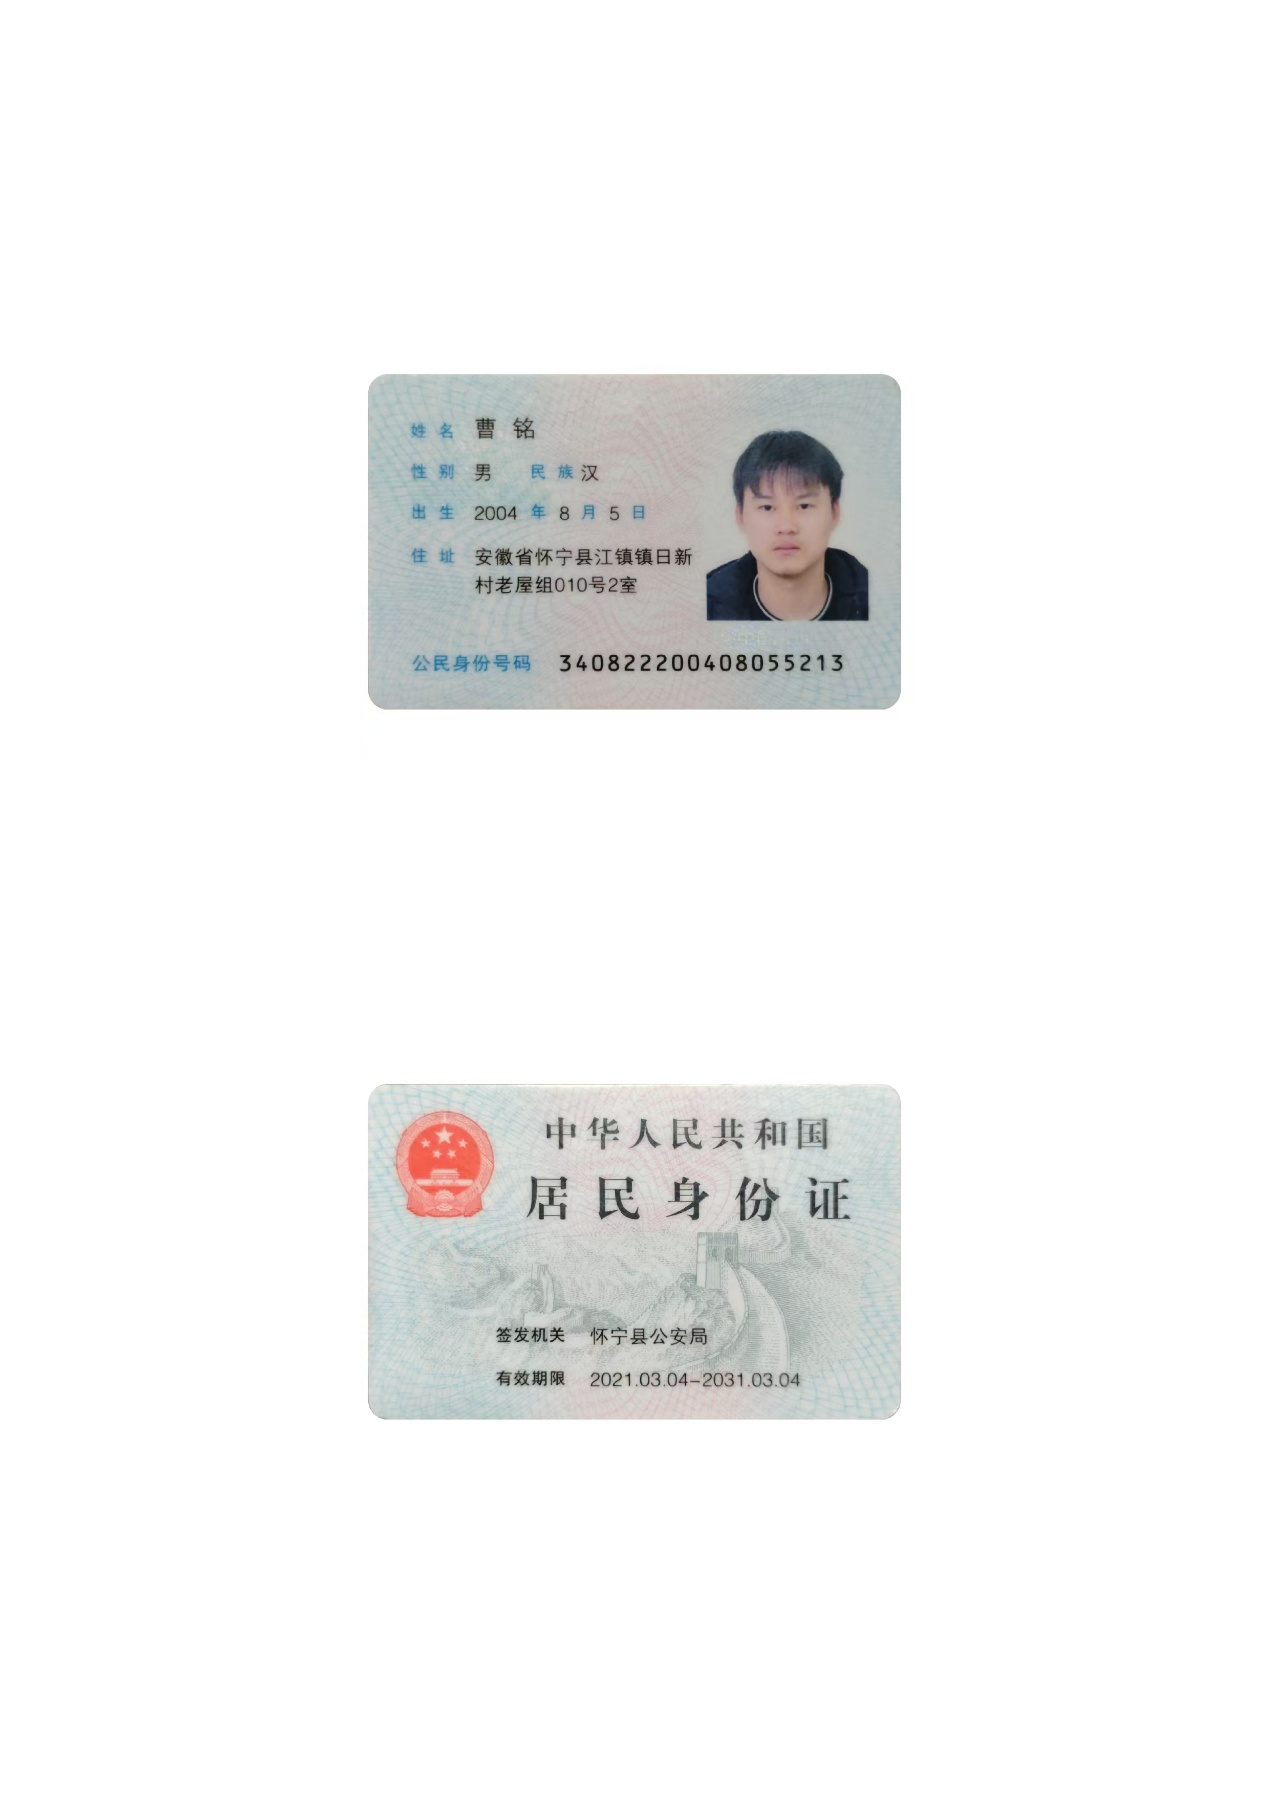 姓名 曹铭
性别 男 民族 汉
出生 2004 年 8 月 5 日
住址 安徽省怀宁县江镇镇日新
村老屋组010号2室
公民身份号码 340822200408055213
中华人民共和国
居民身份证
签发机关 怀宁县公安局
有效期限 2021.03.04-2031.03.04